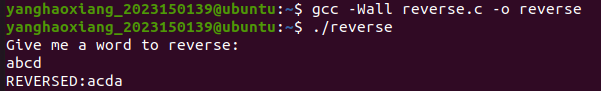 yanghaoxiang_2023150139@ubuntu:~$ gcc -Wall reverse.c -o reverse
yanghaoxiang_2023150139@ubuntu:~$ ./reverse
Give me a word to reverse:
abcd
REVERSED:acda